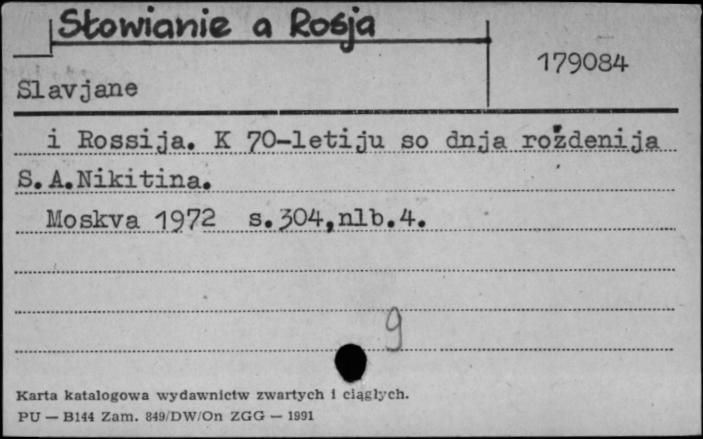 Słowianie a Rosja
179084
Slavjane
i Rossija. K 70-letiju so dnja roždenija
S.A.Nikitina.
Moskva 1972 s.304,nlb.4.
9
Karta katalogowa wydawnictw zwartych i ciągłych.
PU — B144 Zam. 849/DW/On ZGG — 1991